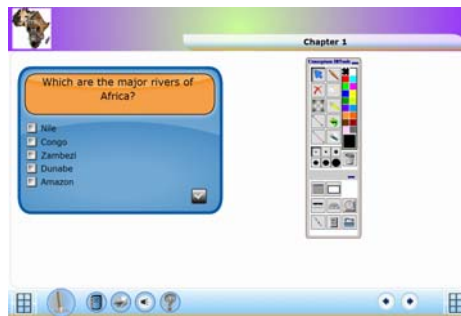 Chapter 1
Which are the major rivers of
Africa?
Nile
Congo
Zambezi
Dunabe
Amazon